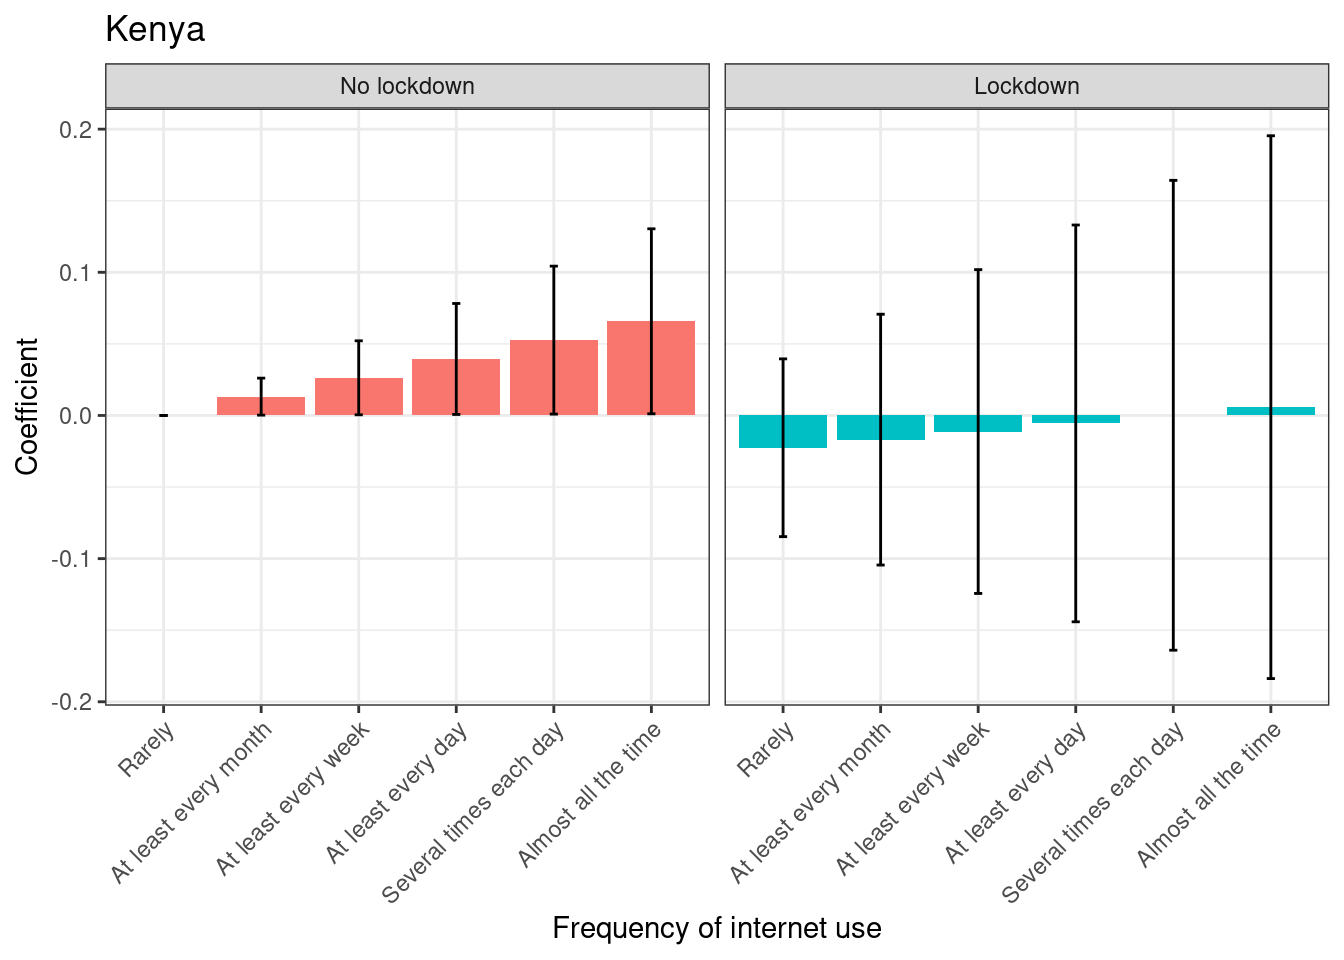 Kenya
No lockdown
Lockdown
Coefficient
0.2
0.1
0.0
-0.1
-0.2
Rarely
At least every month
At least every week
At least every day
Several times each day
Almost all the time
Rarely
At least every month
At least every week
At least every day
Several times each day
Almost all the time
Frequency of internet use